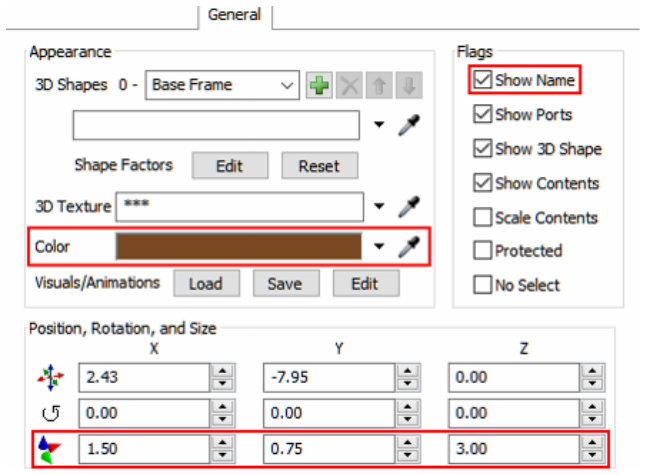 General
Appearance
3D Shapes 0 - Base Frame
Shape Factors Edit Reset
3D Texture ***
Color
Visuals/Animations Load Save Edit
Flags
Show Name
Show Ports
Show 3D Shape
Show Contents
Scale Contents
Protected
No Select
Position, Rotation, and Size
X Y Z
2.43 -7.95 0.00
0.00 0.00 0.00
1.50 0.75 3.00